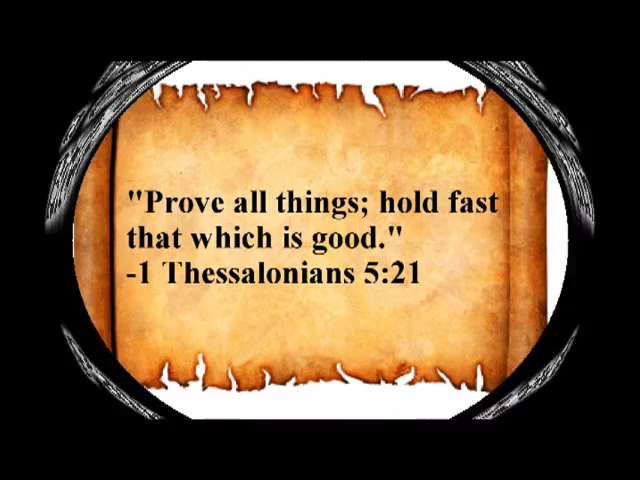 "Prove all things; hold fast
that which is good."
-1 Thessalonians 5:21